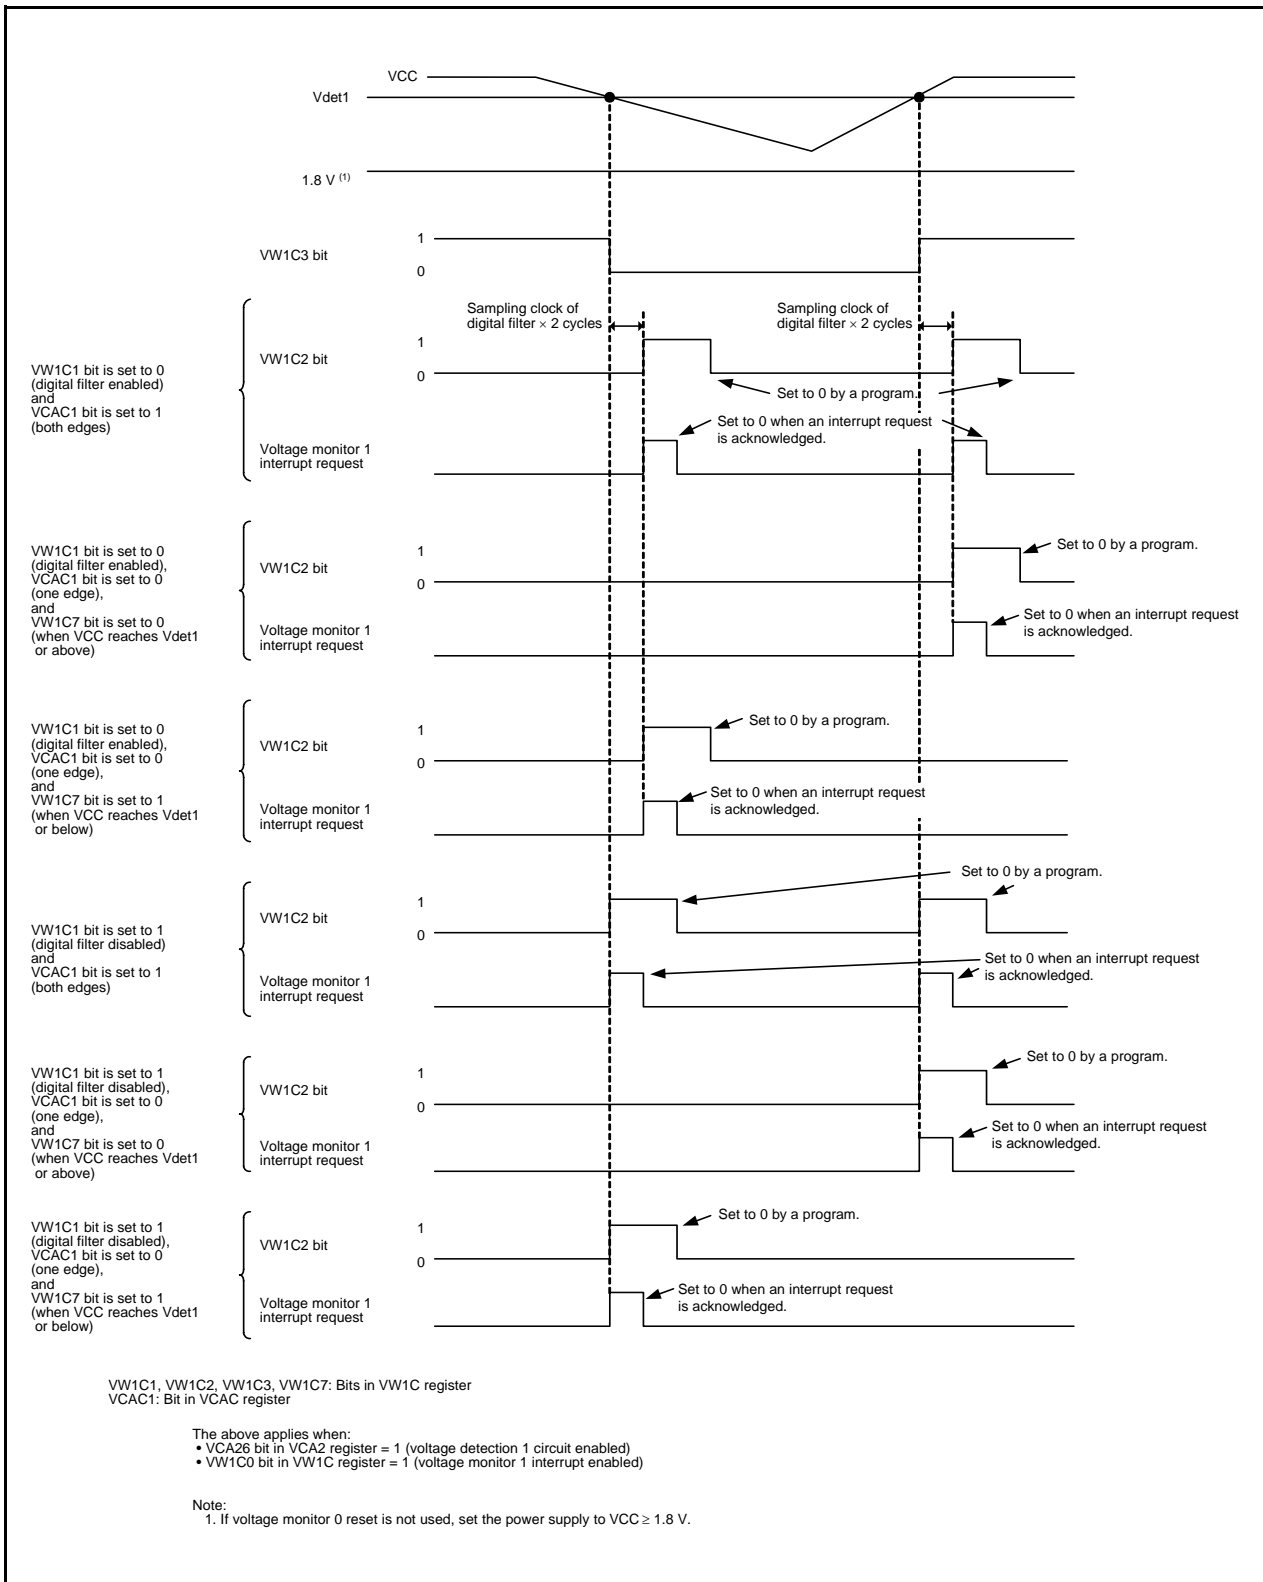 VCC
Vdet1
1.8 V (1)
VW1C3 bit
1
0
Sampling clock of
digital filter × 2 cycles
Sampling clock of
digital filter × 2 cycles
VW1C1 bit is set to 0
(digital filter enabled)
and
VCAC1 bit is set to 1
(both edges)
VW1C2 bit
1
0
Set to 0 by a program.
Set to 0 when an interrupt request
is acknowledged.
Voltage monitor 1
interrupt request
VW1C1 bit is set to 0
(digital filter enabled),
VCAC1 bit is set to 0
(one edge),
and
VW1C7 bit is set to 0
(when VCC reaches Vdet1
or above)
VW1C2 bit
1
0
Set to 0 by a program.
Voltage monitor 1
interrupt request
Set to 0 when an interrupt request
is acknowledged.
VW1C1 bit is set to 0
(digital filter enabled),
VCAC1 bit is set to 0
(one edge),
and
VW1C7 bit is set to 1
(when VCC reaches Vdet1
or below)
VW1C2 bit
1
0
Set to 0 by a program.
Voltage monitor 1
interrupt request
Set to 0 when an interrupt request
is acknowledged.
VW1C1 bit is set to 1
(digital filter disabled)
and
VCAC1 bit is set to 1
(both edges)
VW1C2 bit
1
0
Set to 0 by a program.
Voltage monitor 1
interrupt request
Set to 0 when an interrupt request
is acknowledged.
VW1C1 bit is set to 1
(digital filter disabled),
VCAC1 bit is set to 0
(one edge),
and
VW1C7 bit is set to 0
(when VCC reaches Vdet1
or above)
VW1C2 bit
1
0
Set to 0 by a program.
Voltage monitor 1
interrupt request
Set to 0 when an interrupt request
is acknowledged.
VW1C1 bit is set to 1
(digital filter disabled),
VCAC1 bit is set to 0
(one edge),
and
VW1C7 bit is set to 1
(when VCC reaches Vdet1
or below)
VW1C2 bit
1
0
Set to 0 by a program.
Voltage monitor 1
interrupt request
Set to 0 when an interrupt request
is acknowledged.
VW1C1, VW1C2, VW1C3, VW1C7: Bits in VW1C register
VCAC1: Bit in VCAC register
The above applies when:
• VCA26 bit in VCA2 register = 1 (voltage detection 1 circuit enabled)
• VW1C0 bit in VW1C register = 1 (voltage monitor 1 interrupt enabled)
Note:
1. If voltage monitor 0 reset is not used, set the power supply to VCC ≥ 1.8 V.